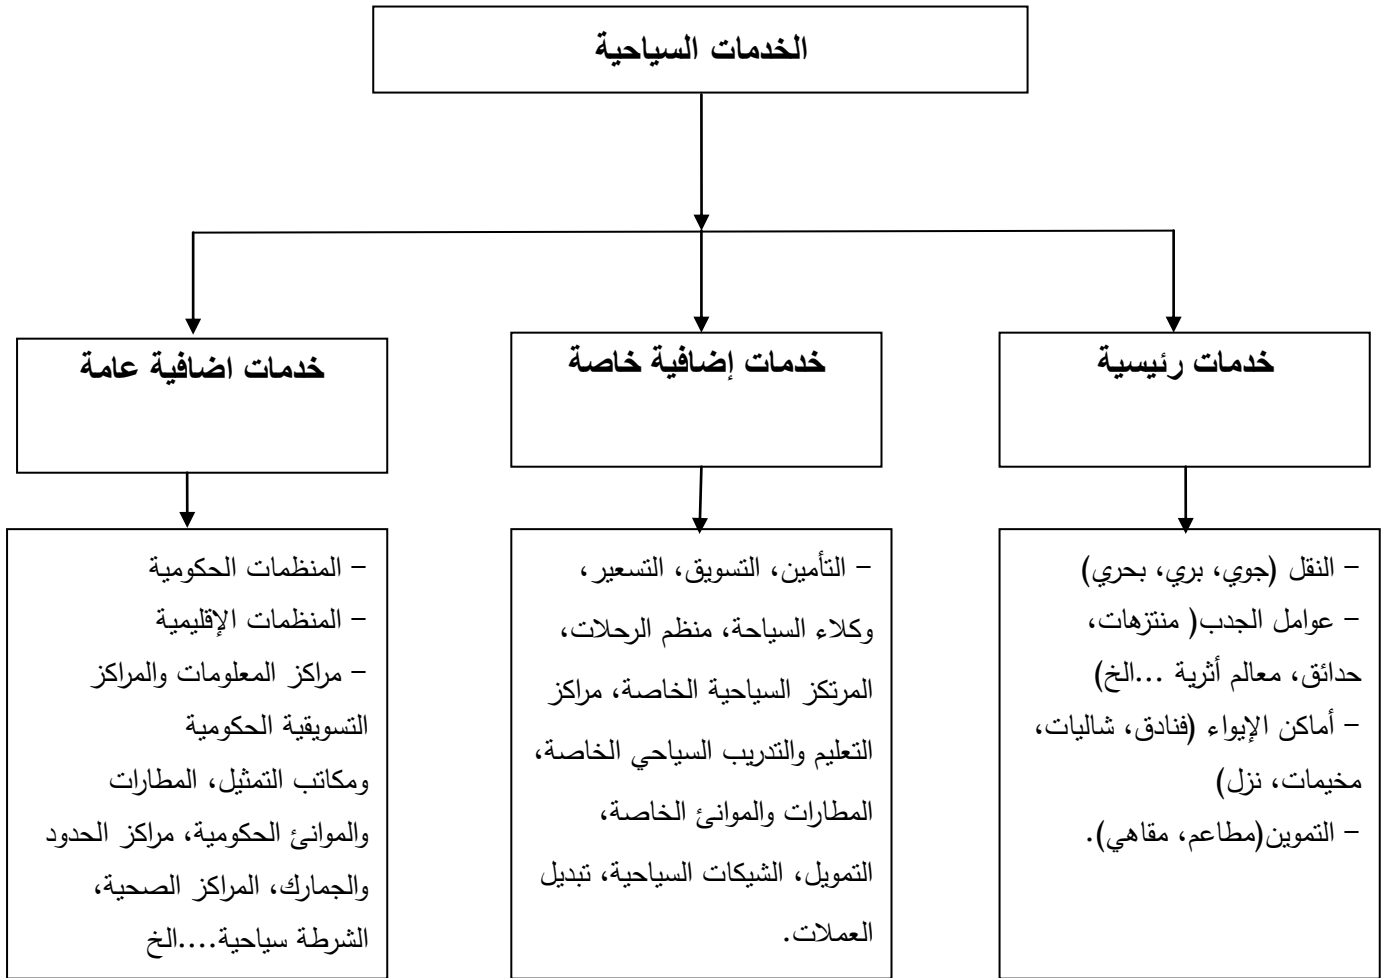 الخدمات السياحية
خدمات رئيسية
خدمات إضافية خاصة
خدمات اضافية عامة
- النقل (جوي، بري، بحري)
- عوامل الجدب( منتزهات،
حدائق، معالم أثرية ...الخ)
- أماكن الإيواء (فنادق، شاليات،
مخيمات، نزل)
- التموين(مطاعم، مقاهي).
- التأمين، التسويق، التسعير،
وكلاء السياحة، منظم الرحلات،
المرتكز السياحية الخاصة، مراكز
التعليم والتدريب السياحي الخاصة،
المطارات والموانئ الخاصة،
التمويل، الشيكات السياحية، تبديل
العملات.
- المنظمات الحكومية
- المنظمات الإقليمية
- مراكز المعلومات والمراكز
التسويقية الحكومية
ومكاتب التمثيل، المطارات
والموانئ الحكومية، مراكز الحدود
والجمارك، المراكز الصحية،
الشرطة سياحية....الخ